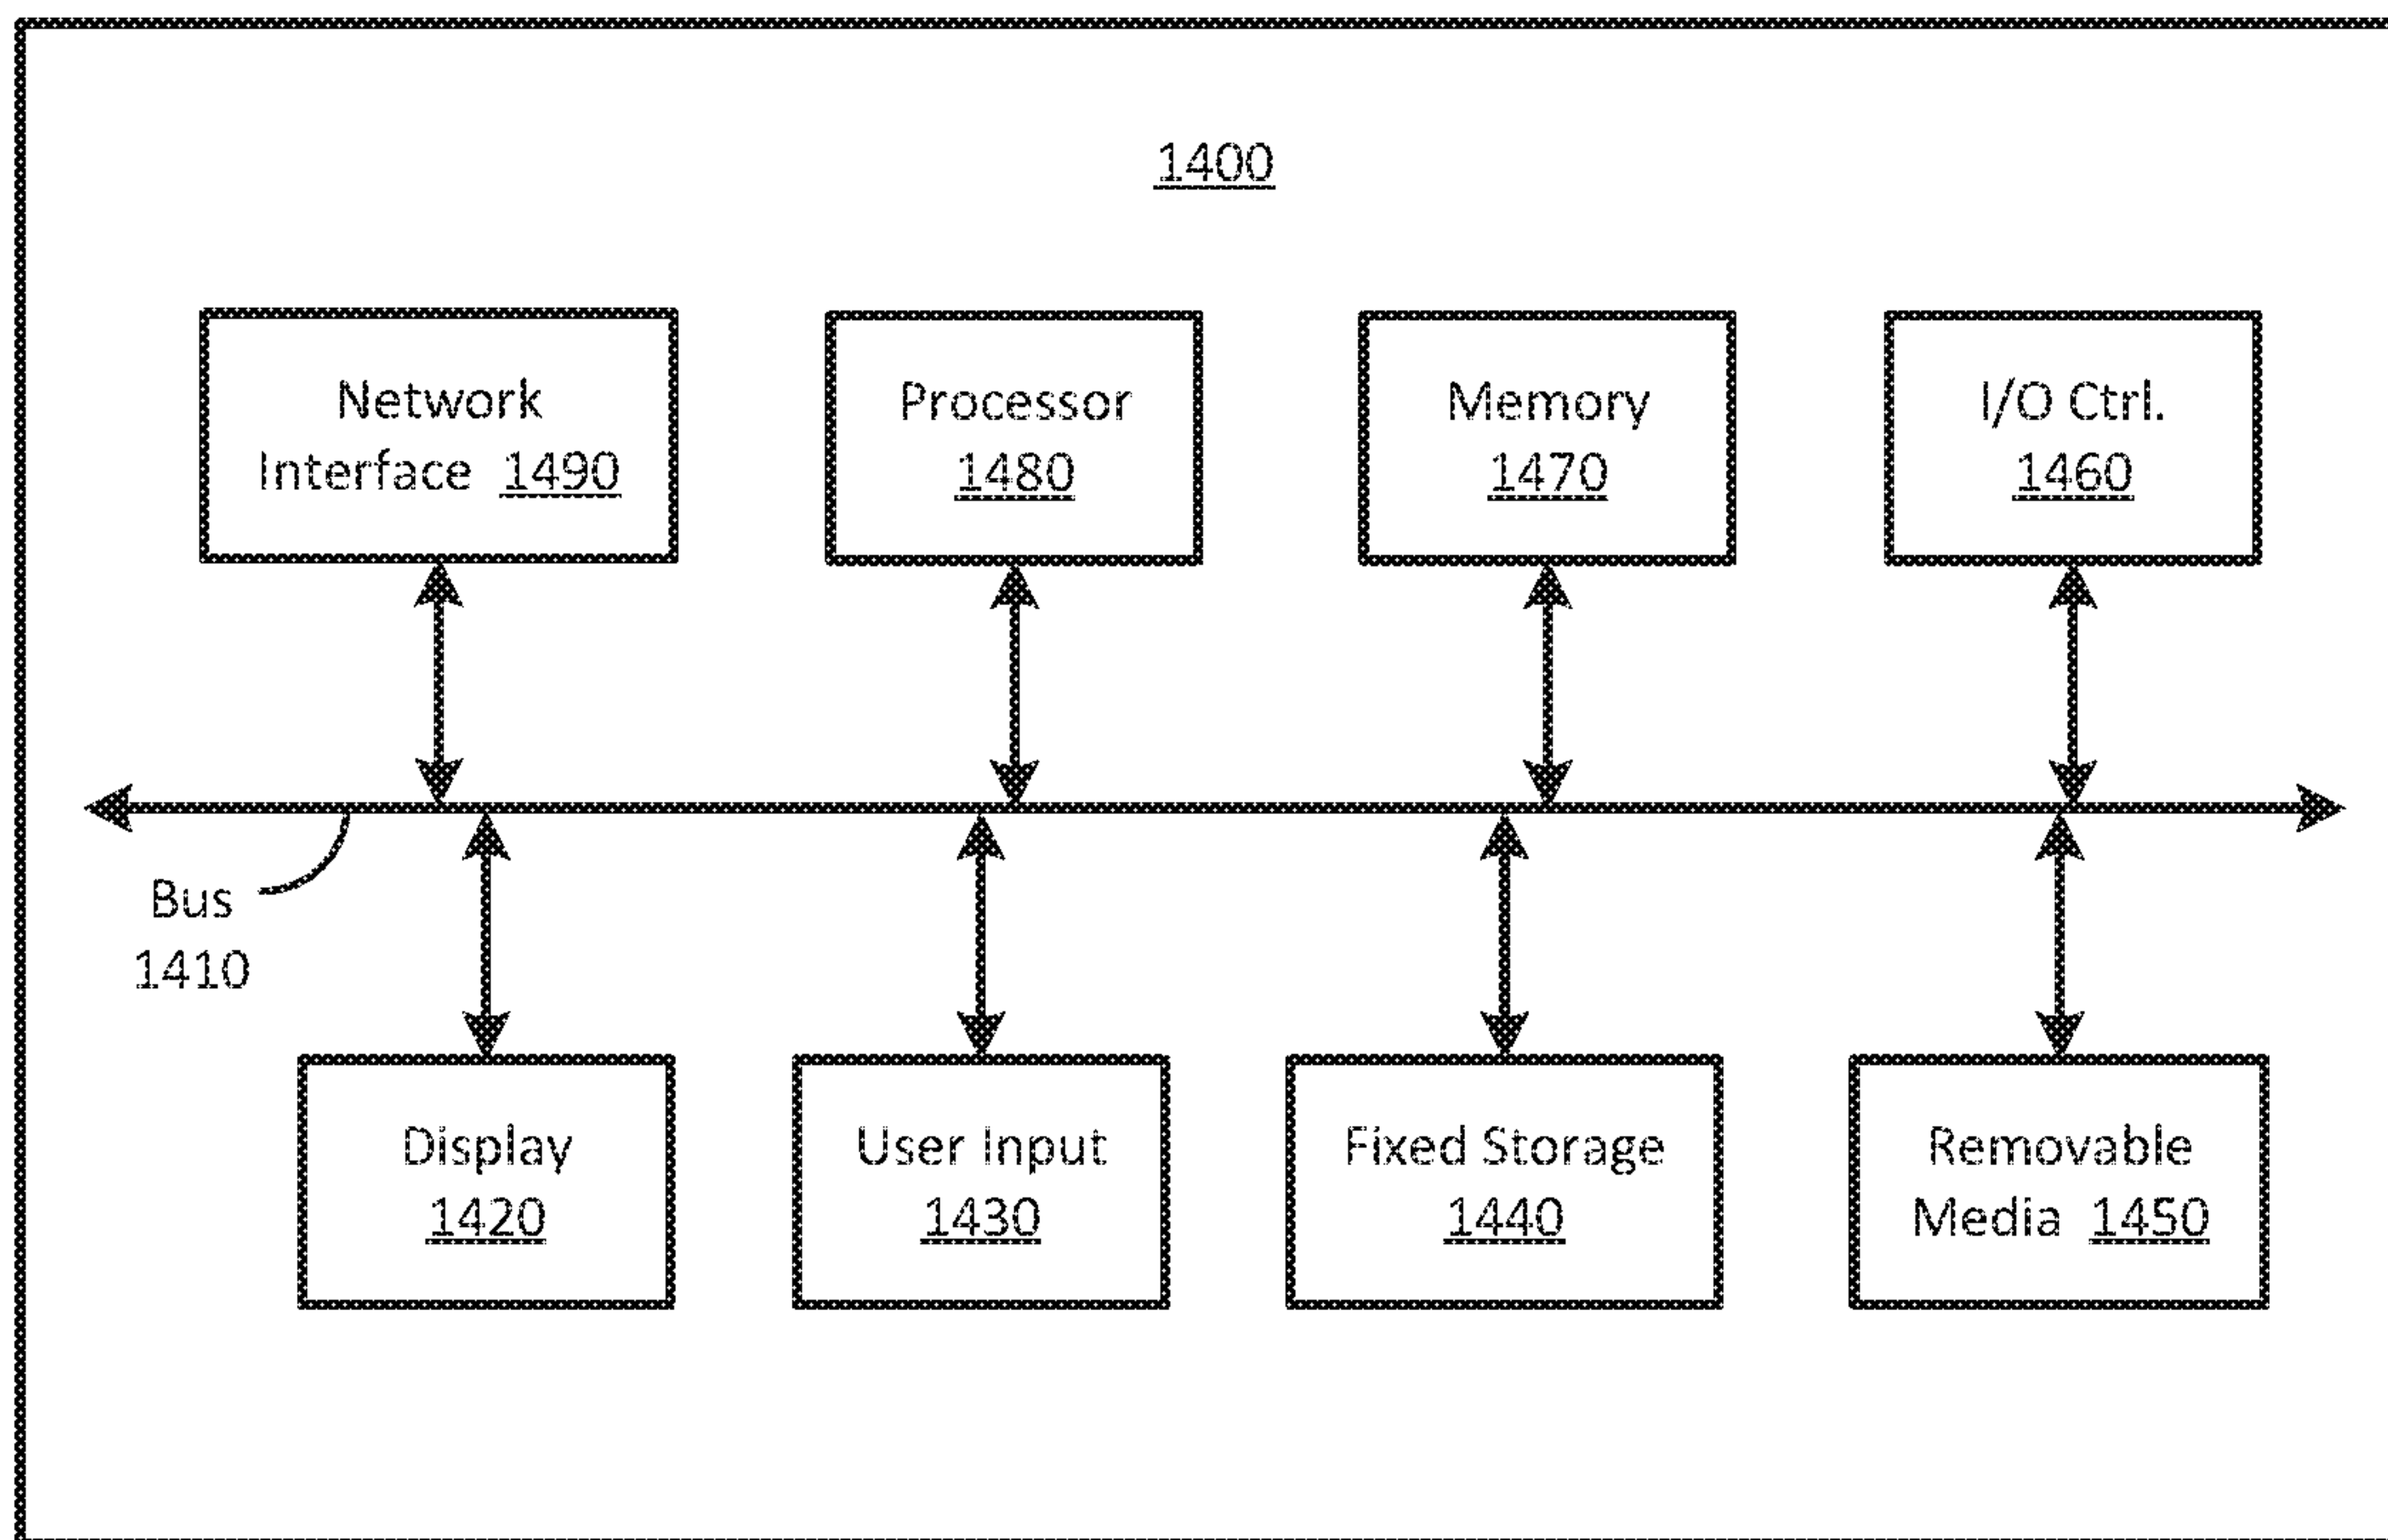 1400
Network
Interface 1490
Processor
1480
Memory
1470
I/O Ctrl.
1460
Bus
1410
Display
1420
User Input
1430
Fixed Storage
1440
Removable
Media 1450